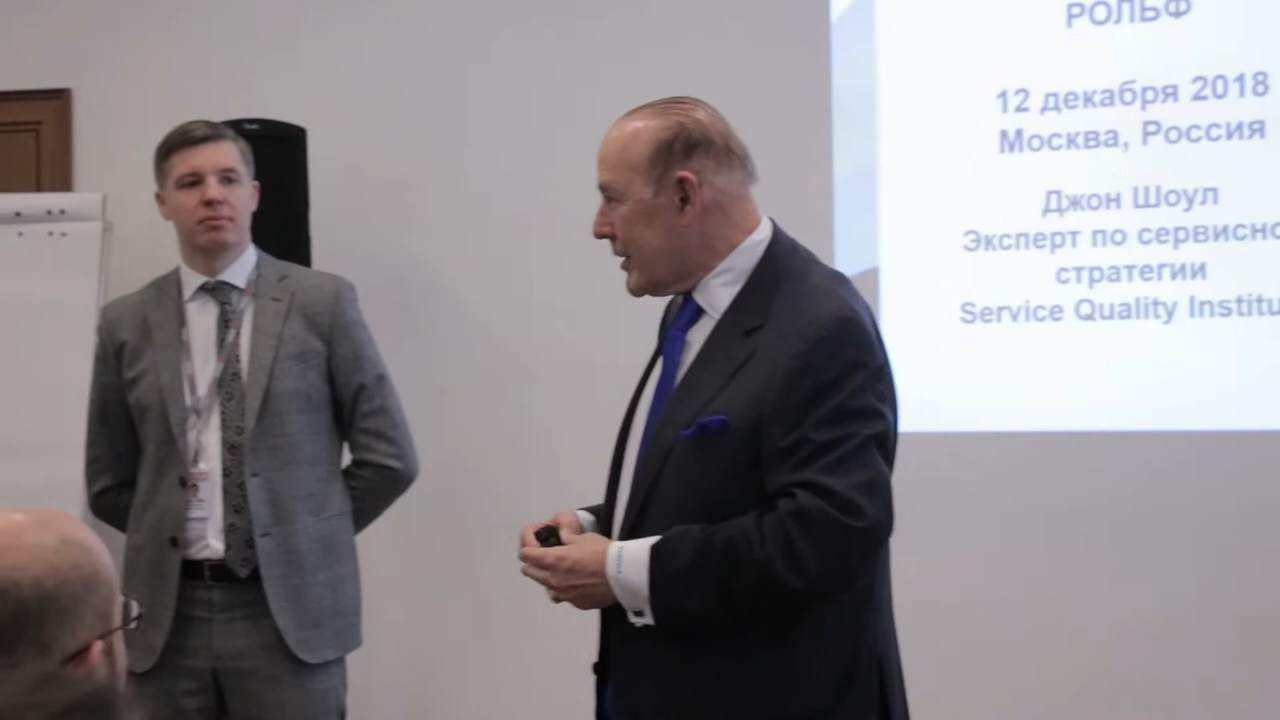 РОЛЬФ
12 декабря 2018
Москва, Россия
Джон Шоул
Эксперт по сервисно
стратегии
Service Quality Institu